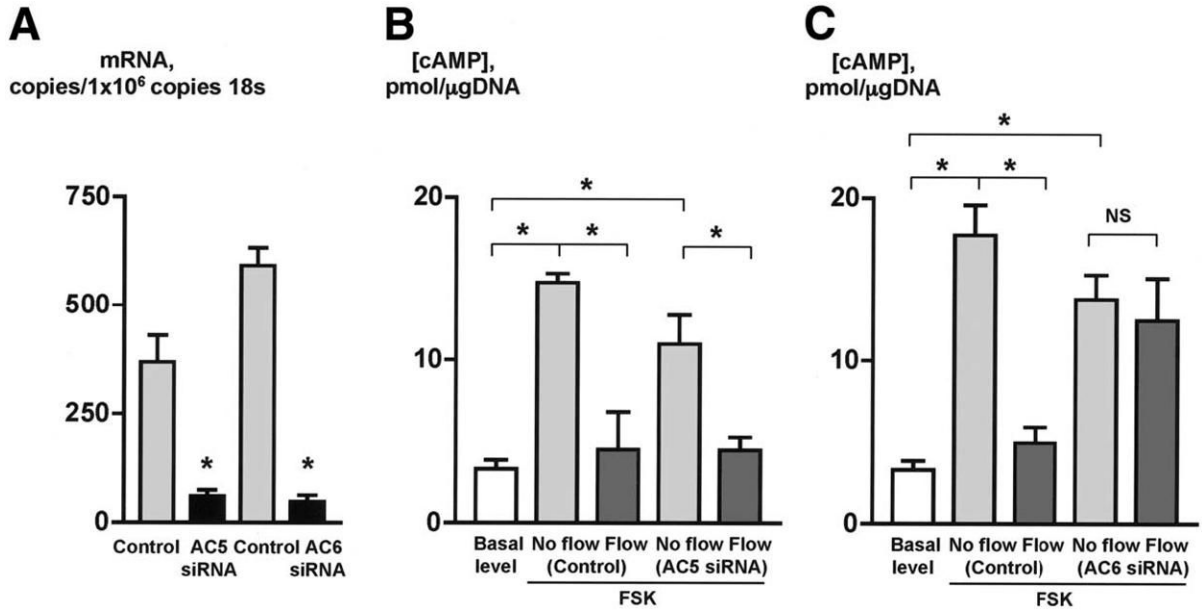 A
mRNA,
copies/1x10⁶ copies 18s
750
500
250
0
*
*
Control AC5 Control AC6
siRNA siRNA
B
[cAMP],
pmol/µgDNA
20
10
0
*
*
*
*
Basal No flow Flow No flow Flow
level (Control) (AC5 siRNA)
FSK
C
[cAMP],
pmol/µgDNA
20
10
0
*
*
*
NS
Basal No flow Flow No flow Flow
level (Control) (AC6 siRNA)
FSK